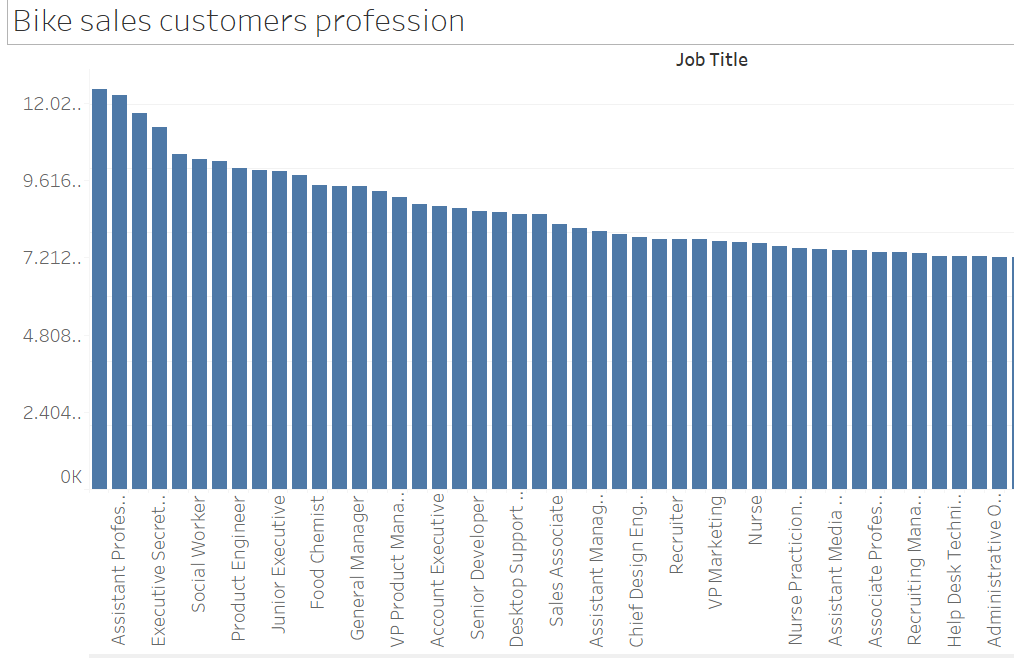 Bike sales customers profession
Job Title
12.02..
9.616..
7.212..
4.808..
2.404..
0K
Assistant Profes..
Executive Secret..
Social Worker
Product Engineer
Junior Executive
Food Chemist
General Manager
VP Product Mana..
Account Executive
Senior Developer
Desktop Support ..
Sales Associate
Assistant Manag..
Chief Design Eng..
Recruiter
VP Marketing
Nurse
Nurse Practicion..
Assistant Media ..
Associate Profes..
Recruiting Mana..
Help Desk Techni..
Administrative O..